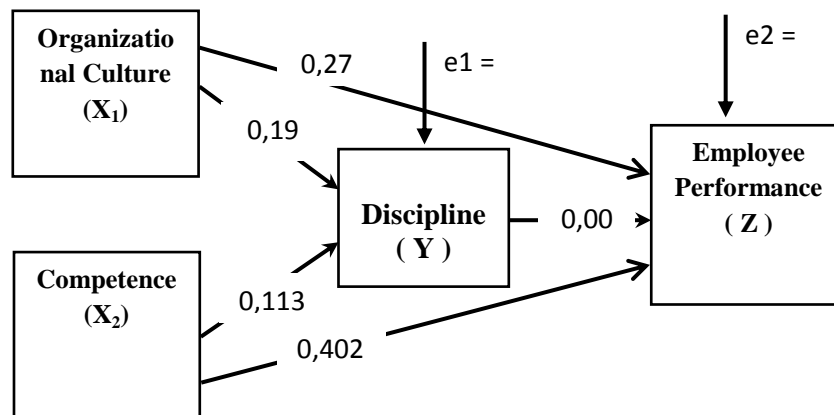 Organizatio
nal Culture
(X₁)
0,27
e1 =
e2 =
0,19
Employee
Performance
( Z )
Discipline
( Y )
0,00
Competence
(X₂)
0,113
0,402